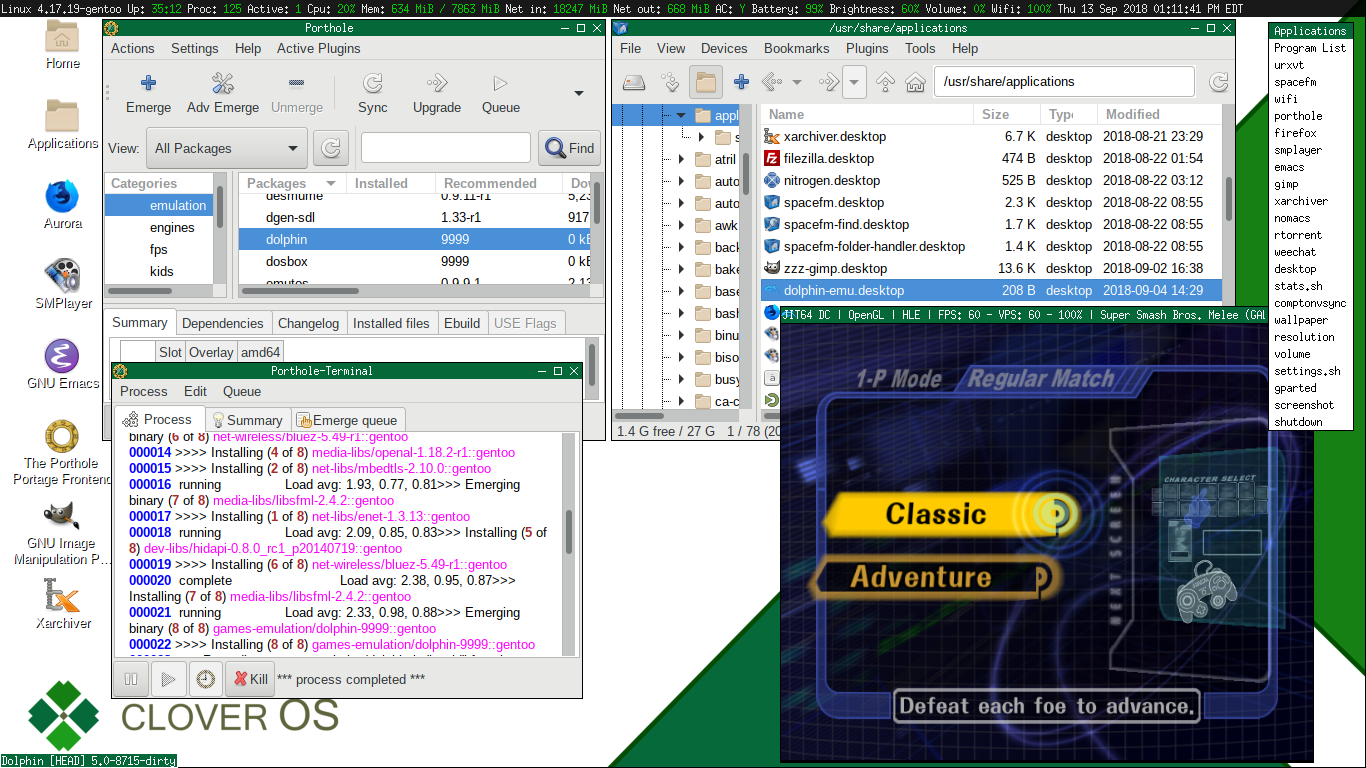 Linux 4.17.19-gentoo Up: 35:12 Proc: 125 Active: 1 Cpu: 20% Mem: 634 MiB / 7863 MiB Net in: 18247 MiB Net out: 668 MiB AC: Y Battery: 99% Brightness: 60% Volume: 0% Wifi: 100% Thu 13 Sep 2018 01:11:41 PM EDT
Home
Applications
Aurora
SMPlayer
GNU Emacs
The Porthole
Portage Frontend
GNU Image
Manipulation P...
Xarchiver
Porthole
Actions Settings Help Active Plugins
Emerge Adv Emerge Unmerge Sync Upgrade Queue
View: All Packages Find
Categories
emulation
engines
fps
kids
Packages Installed Recommended
desmume 0.9.11-r1
dgen-sdl 1.33-r1 917
dolphin 9999 0 kB
dosbox 9999 0 kB
Summary Dependencies Changelog Installed files Ebuild USE Flags
Slot Overlay amd64
Porthole-Terminal
Process Edit Queue
Process Summary Emerge queue
binary (6 of 8) net-wireless/bluez-5.49-r1::gentoo
000014 >>>> Installing (4 of 8) media-libs/openal-1.18.2-r1::gentoo
000015 >>>> Installing (2 of 8) net-libs/mbedtls-2.10.0::gentoo
000016 running Load avg: 1.93, 0.77, 0.81>>> Emerging
binary (7 of 8) media-libs/libsfml-2.4.2::gentoo
000017 >>>> Installing (1 of 8) net-libs/enet-1.3.13::gentoo
000018 running Load avg: 2.09, 0.85, 0.83>>> Installing (5 of
8) dev-libs/hidapi-0.8.0_rc1_p20140719::gentoo
000019 >>>> Installing (6 of 8) net-wireless/bluez-5.49-r1::gentoo
000020 complete Load avg: 2.38, 0.95, 0.87>>>
Installing (7 of 8) media-libs/libsfml-2.4.2::gentoo
000021 running Load avg: 2.33, 0.98, 0.88>>> Emerging
binary (8 of 8) games-emulation/dolphin-9999::gentoo
000022 >>>> Installing (8 of 8) games-emulation/dolphin-9999::gentoo
Kill *** process completed ***
/usr/share/applications
File View Devices Bookmarks Plugins Tools Help
/usr/share/applications
appl
s
atril
auto
auto
awk
back
bake
base
bash
binu
biso
busy
ca-c
Name Size Type Modified
xarchiver.desktop 6.7 K desktop 2018-08-21 23:29
filezilla.desktop 474 B desktop 2018-08-22 01:54
nitrogen.desktop 525 B desktop 2018-08-22 03:12
spacefm.desktop 2.3 K desktop 2018-08-22 08:55
spacefm-find.desktop 1.7 K desktop 2018-08-22 08:55
spacefm-folder-handler.desktop 1.4 K desktop 2018-08-22 08:55
zzz-gimp.desktop 13.6 K desktop 2018-09-02 16:38
dolphin-emu.desktop 208 B desktop 2018-09-04 14:29
1.4 G free / 27 G 1 / 78 (20
JIT64 DC | OpenGL | HLE | FPS: 60 - VPS: 60 - 100% | Super Smash Bros. Melee (GAL
1-P Mode Regular Match
Classic
Adventure
NEXT SCREEN
CHARACTER SELECT
Defeat each foe to advance.
Applications
Program List
urxvt
spacefm
wifi
porthole
firefox
smplayer
emacs
gimp
xarchiver
nomacs
rtorrent
weechat
desktop
stats.sh
comptonvsync
wallpaper
resolution
volume
settings.sh
gparted
screenshot
shutdown
CLOVER OS
Dolphin [HEAD] 5.0-8715-dirty